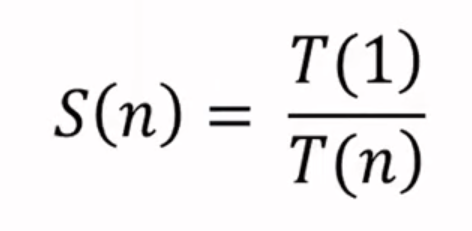 S(n) = T(1) / T(n)